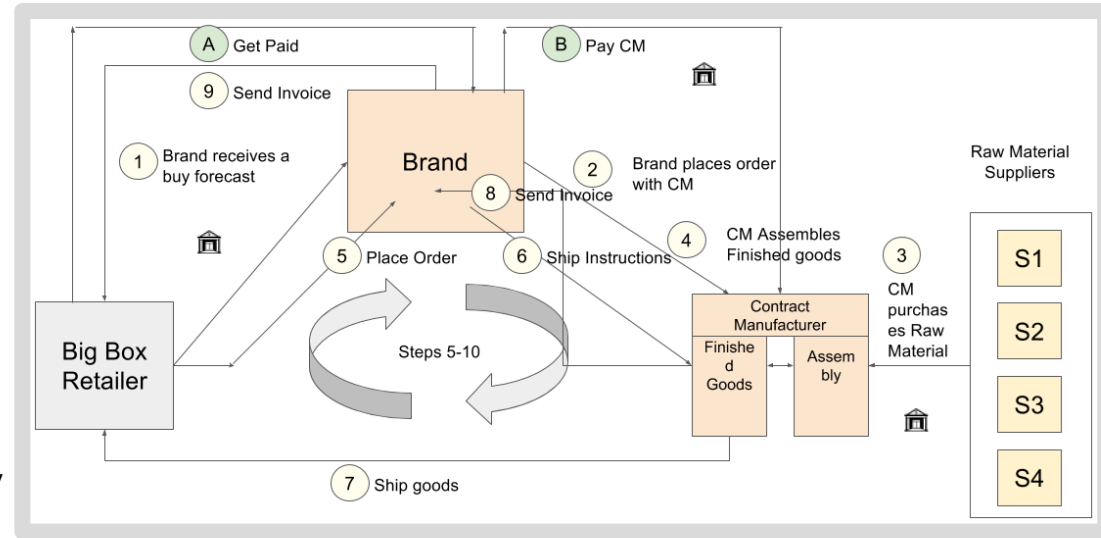 A
Get Paid
B
Pay CM
9
Send Invoice
1
Brand receives a
buy forecast
Brand
2
Brand places order
with CM
Raw Material
Suppliers
8
Send Invoice
5
Place Order
6
Ship Instructions
4
CM Assembles
Finished goods
3
CM
purchas
es Raw
Material
S1
S2
S3
S4
Contract
Manufacturer
Finishe
d
Goods
Assem
bly
Big Box
Retailer
Steps 5-10
7
Ship goods